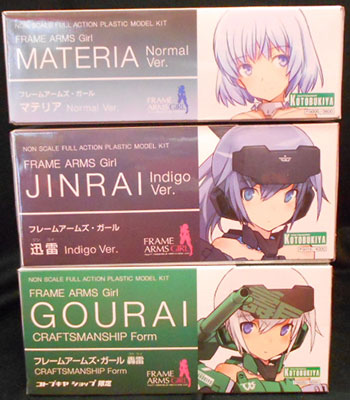 NON SCALE FULL ACTION PLASTIC MODEL KIT
FRAME ARMS Girl
MATERIA Normal Ver.
フレームアームズ・ガール
マテリア Normal Ver.
FRAME ARMS GIRL
KOTOBUKIYA
NON SCALE FULL ACTION PLASTIC MODEL KIT
FRAME ARMS Girl
JINRAI Indigo Ver.
フレームアームズ・ガール
迅雷 Indigo Ver.
FRAME ARMS GIRL
KOTOBUKIYA
NON SCALE FULL ACTION PLASTIC MODEL KIT
FRAME ARMS Girl
GOURAI
CRAFTSMANSHIP Form
フレームアームズ・ガール 轟雷
コトブキヤ ショップ 限定
FRAME ARMS GIRL
KOTOBUKIYA